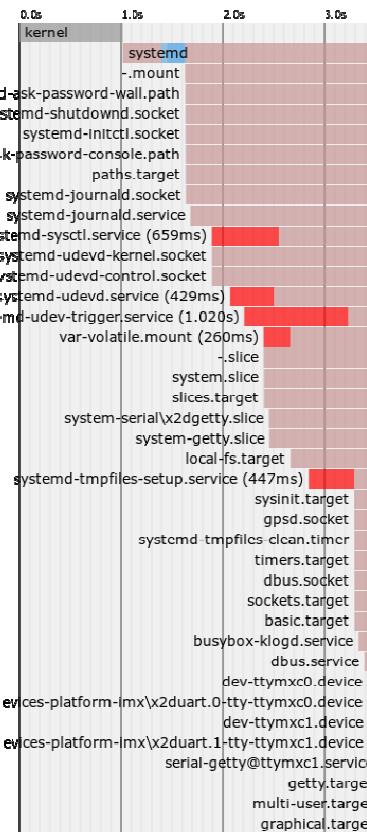 0.0s 1.0s 2.0s 3.0s
kernel
systemd
-.mount
d-ask-password-wall.path
stemd-shutdownd.socket
systemd-initctl.socket
k-password-console.path
paths.target
systemd-journald.socket
systemd-journald.service
stemd-sysctl.service (659ms)
systemd-udevd-kernel.socket
ystemd-udevd-control.socket
systemd-udevd.service (429ms)
md-udev-trigger.service (1.020s)
var-volatile.mount (260ms)
-.slice
system.slice
slices.target
system-serial\x2dgetty.slice
system-getty.slice
local-fs.target
systemd-tmpfiles-setup.service (447ms)
sysinit.target
gpsd.socket
systemd-tmpfiles-clean.timer
timers.target
dbus.socket
sockets.target
basic.target
busybox-klogd.service
dbus.service
dev-ttymxc0.device
evices-platform-imx\x2duart.0-tty-ttymxc0.device
dev-ttymxc1.device
evices-platform-imx\x2duart.1-tty-ttymxc1.device
serial-getty@ttymxc1.servic
getty.targe
multi-user.targe
graphical.targe